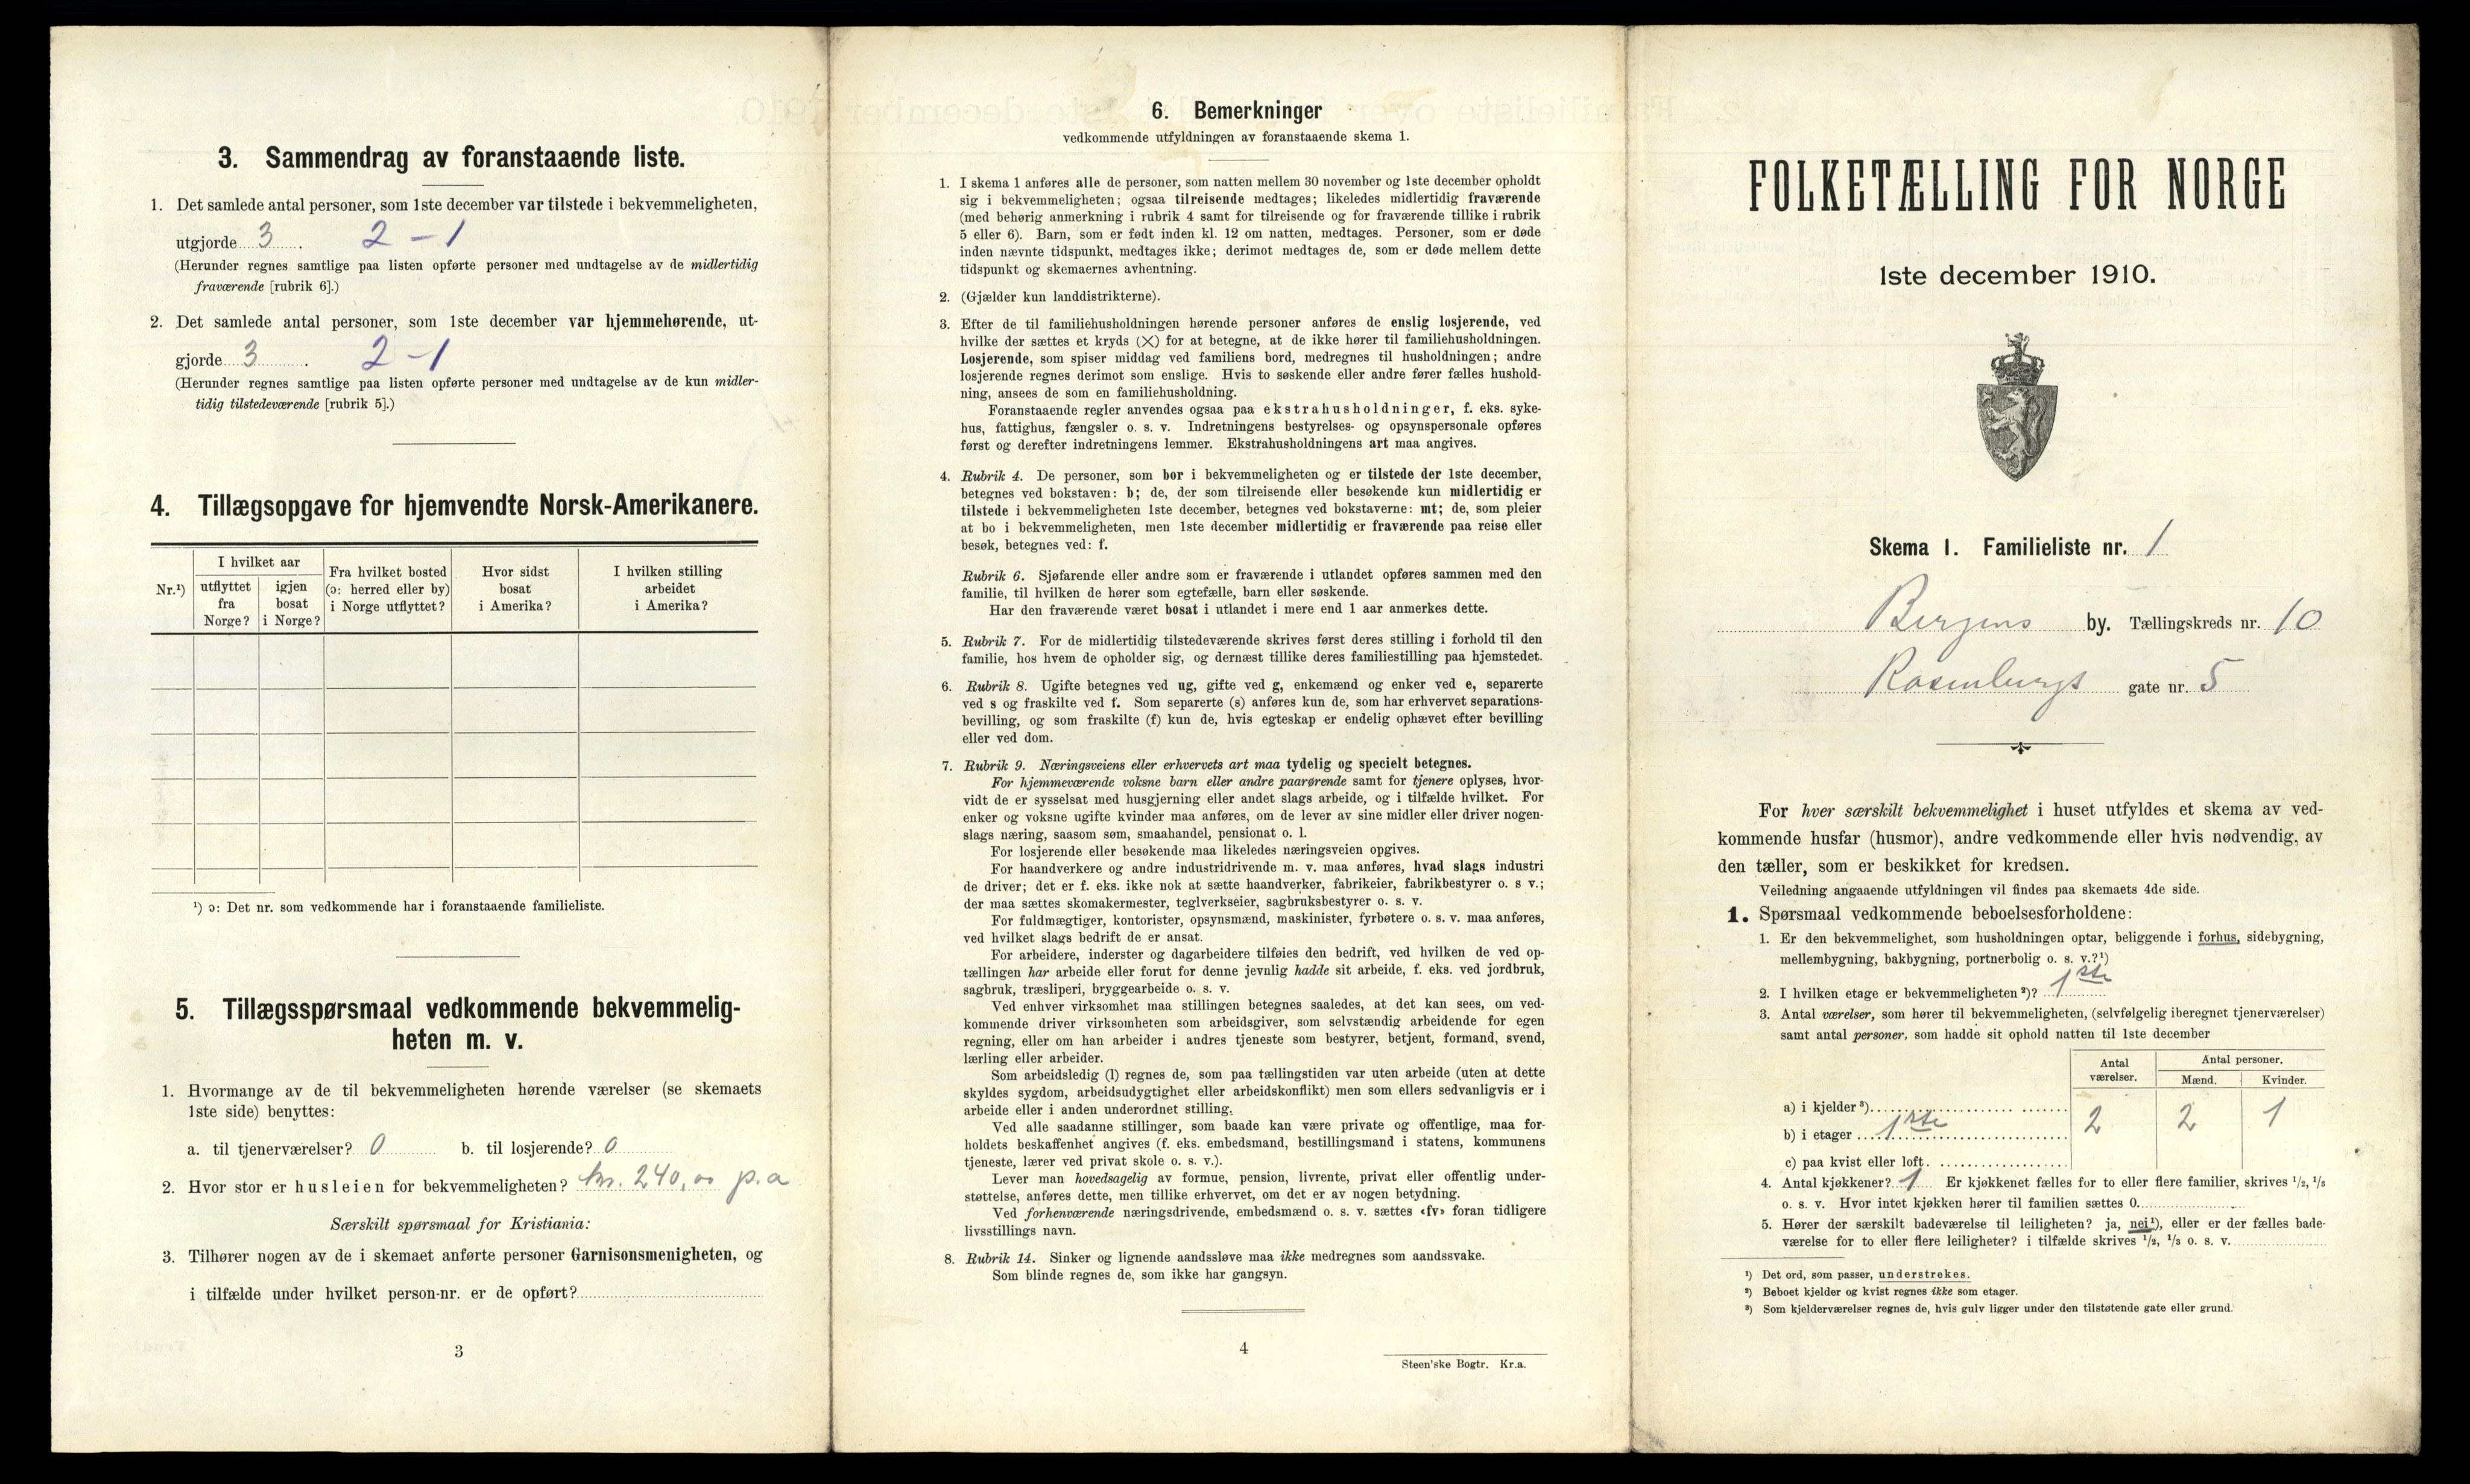 3. Sammendrag av foranstaaende liste.
1. Det samlede antal personer, som 1ste december var tilstede i bekvemmeligheten,
utgjorde 3. 2 - 1
(Herunder regnes samtlige paa listen opførte personer med undtagelse av de midlertidig
fraværende [rubrik 6].)
2. Det samlede antal personer, som 1ste december var hjemmehørende, ut-
gjorde 3. 2 - 1
(Herunder regnes samtlige paa listen opførte personer med undtagelse av de kun midler-
tidig tilstedeværende [rubrik 5].)
4. Tillægsopgave for hjemvendte Norsk-Amerikanere.
Nr.¹)
I hvilket aar
utflyttet
fra
Norge?
igjen
bosat
i Norge?
Fra hvilket bosted
(ɔ: herred eller by)
i Norge utflyttet?
Hvor sidst
bosat
i Amerika?
I hvilken stilling
arbeidet
i Amerika?
¹) ɔ: Det nr. som vedkommende har i foranstaaende familieliste.
5. Tillægsspørsmaal vedkommende bekvemmelig-
heten m. v.
1. Hvormange av de til bekvemmeligheten hørende værelser (se skemaets
1ste side) benyttes:
a. til tjenerværelser? 0 b. til losjerende? 0
2. Hvor stor er husleien for bekvemmeligheten? kr. 240,00 p.a
Særskilt spørsmaal for Kristiania:
3. Tilhører nogen av de i skemaet anførte personer Garnisonsmenigheten, og
i tilfælde under hvilket person-nr. er de opført?
3
6. Bemerkninger
vedkommende utfyldningen av foranstaaende skema 1.
1. I skema 1 anføres alle de personer, som natten mellem 30 november og 1ste december opholdt
sig i bekvemmeligheten; ogsaa tilreisende medtages; likeledes midlertidig fraværende
(med behørig anmerkning i rubrik 4 samt for tilreisende og for fraværende tillike i rubrik
5 eller 6). Barn, som er født inden kl. 12 om natten, medtages. Personer, som er døde
inden nævnte tidspunkt, medtages ikke; derimot medtages de, som er døde mellem dette
tidspunkt og skemaernes avhentning.
2. (Gjælder kun landdistrikterne).
3. Efter de til familiehusholdningen hørende personer anføres de enslig losjerende, ved
hvilke der sættes et kryds (×) for at betegne, at de ikke hører til familiehusholdningen.
Losjerende, som spiser middag ved familiens bord, medregnes til husholdningen; andre
losjerende regnes derimot som enslige. Hvis to søskende eller andre fører fælles hushold-
ning, ansees de som en familiehusholdning.
Foranstaaende regler anvendes ogsaa paa ekstrahusholdninger, f. eks. syke-
hus, fattighus, fængsler o. s. v. Indretningens bestyrelses- og opsynspersonale opføres
først og derefter indretningens lemmer. Ekstrahusholdningens art maa angives.
4. Rubrik 4. De personer, som bor i bekvemmeligheten og er tilstede der 1ste december,
betegnes ved bokstaven: b; de, der som tilreisende eller besøkende kun midlertidig er
tilstede i bekvemmeligheten 1ste december, betegnes ved bokstaverne: mt; de, som pleier
at bo i bekvemmeligheten, men 1ste december midlertidig er fraværende paa reise eller
besøk, betegnes ved: f.
Rubrik 6. Sjøfarende eller andre som er fraværende i utlandet opføres sammen med den
familie, til hvilken de hører som egtefælle, barn eller søskende.
Har den fraværende været bosat i utlandet i mere end 1 aar anmerkes dette.
5. Rubrik 7. For de midlertidig tilstedeværende skrives først deres stilling i forhold til den
familie, hos hvem de opholder sig, og dernæst tillike deres familiestilling paa hjemstedet.
6. Rubrik 8. Ugifte betegnes ved ug, gifte ved g, enkemænd og enker ved e, separerte
ved s og fraskilte ved f. Som separerte (s) anføres kun de, som har erhvervet separations-
bevilling, og som fraskilte (f) kun de, hvis egteskap er endelig ophævet efter bevilling
eller ved dom.
7. Rubrik 9. Næringsveiens eller erhvervets art maa tydelig og specielt betegnes.
For hjemmeværende voksne barn eller andre paarørende samt for tjenere oplyses, hvor-
vidt de er sysselsat med husgjerning eller andet slags arbeide, og i tilfælde hvilket. For
enker og voksne ugifte kvinder maa anføres, om de lever av sine midler eller driver nogen-
slags næring, saasom søm, smaahandel, pensionat o. l.
For losjerende eller besøkende maa likeledes næringsveien opgives.
For haandverkere og andre industridrivende m. v. maa anføres, hvad slags industri
de driver; det er f. eks. ikke nok at sætte haandverker, fabrikeier, fabrikbestyrer o. s v.;
der maa sættes skomakermester, teglverkseier, sagbruksbestyrer o. s. v.
For fuldmægtiger, kontorister, opsynsmænd, maskinister, fyrbøtere o. s. v. maa anføres,
ved hvilket slags bedrift de er ansat.
For arbeidere, inderster og dagarbeidere tilføies den bedrift, ved hvilken de ved op-
tællingen har arbeide eller forut for denne jevnlig hadde sit arbeide, f. eks. ved jordbruk,
sagbruk, træsliperi, bryggearbeide o. s. v.
Ved enhver virksomhet maa stillingen betegnes saaledes, at det kan sees, om ved-
kommende driver virksomheten som arbeidsgiver, som selvstændig arbeidende for egen
regning, eller om han arbeider i andres tjeneste som bestyrer, betjent, formand, svend,
lærling eller arbeider.
Som arbeidsledig (l) regnes de, som paa tællingstiden var uten arbeide (uten at dette
skyldes sygdom, arbeidsudygtighet eller arbeidskonflikt) men som ellers sedvanligvis er i
arbeide eller i anden underordnet stilling.
Ved alle saadanne stillinger, som baade kan være private og offentlige, maa for-
holdets beskaffenhet angives (f. eks. embedsmand, bestillingsmand i statens, kommunens
tjeneste, lærer ved privat skole o. s. v.).
Lever man hovedsagelig av formue, pension, livrente, privat eller offentlig under-
støttelse, anføres dette, men tillike erhvervet, om det er av nogen betydning.
Ved forhenværende næringsdrivende, embedsmænd o. s. v. sættes «fv» foran tidligere
livsstillings navn.
8. Rubrik 14. Sinker og lignende aandssløve maa ikke medregnes som aandssvake.
Som blinde regnes de, som ikke har gangsyn.
4
Steen'ske Bogtr. Kr.a.
FOLKETÆLLING FOR NORGE
1ste december 1910.
Skema 1. Familieliste nr. 1
Bergens by. Tællingskreds nr. 10
Rosenbergs gate nr. 5
For hver særskilt bekvemmelighet i huset utfyldes et skema av ved-
kommende husfar (husmor), andre vedkommende eller hvis nødvendig, av
den tæller, som er beskikket for kredsen.
Veiledning angaaende utfyldningen vil findes paa skemaets 4de side.
1. Spørsmaal vedkommende beboelsesforholdene:
1. Er den bekvemmelighet, som husholdningen optar, beliggende i forhus, sidebygning,
mellembygning, bakbygning, portnerbolig o. s. v.?¹)
2. I hvilken etage er bekvemmeligheten²)? 1ste
3. Antal værelser, som hører til bekvemmeligheten, (selvfølgelig iberegnet tjenerværelser)
samt antal personer, som hadde sit ophold natten til 1ste december
Antal
værelser.
Antal personer.
Mænd. Kvinder.
a) i kjelder³)
b) i etager 1ste 2 2 1
c) paa kvist eller loft
4. Antal kjøkkener? 1 Er kjøkkenet fælles for to eller flere familier, skrives ½, ⅓
o. s. v. Hvor intet kjøkken hører til familien sættes 0.
5. Hører der særskilt badeværelse til leiligheten? ja, nei¹), eller er der fælles bade-
værelse for to eller flere leiligheter? i tilfælde skrives ½, ⅓ o. s. v.
¹) Det ord, som passer, understrekes.
²) Beboet kjelder og kvist regnes ikke som etager.
³) Som kjelderværelser regnes de, hvis gulv ligger under den tilstøtende gate eller grund.